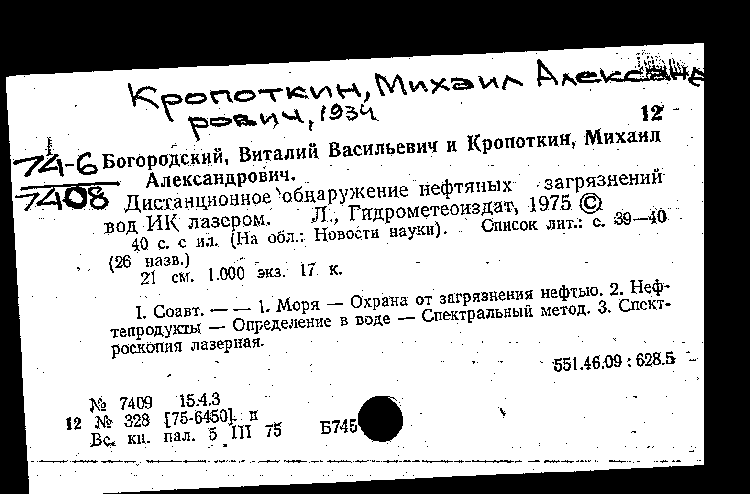 Кропоткин, Михаил Александ
рович, 1934
12
74-6 Богородский, Виталий Васильевич и Кропоткин, Михаил
7408 Александрович.
Дистанционное обнаружение нефтяных загрязнений
вод ИК лазером. Л., Гидрометеоиздат, 1975 ©
40 с. с ил. (На обл.: Новости науки). Список лит.: с. 39—40
(26 назв.)
21 см. 1.000 экз. 17 к.
I. Соавт. — — 1. Моря — Охрана от загрязнения нефтью. 2. Неф-
тепродукты — Определение в воде — Спектральный метод. 3. Спект-
роскопия лазерная.
551.46.09 : 628.5
№ 7409 15.4.3
12 № 328 [75-6450] п
Вс. кн. пал. 5 III 75 Б745